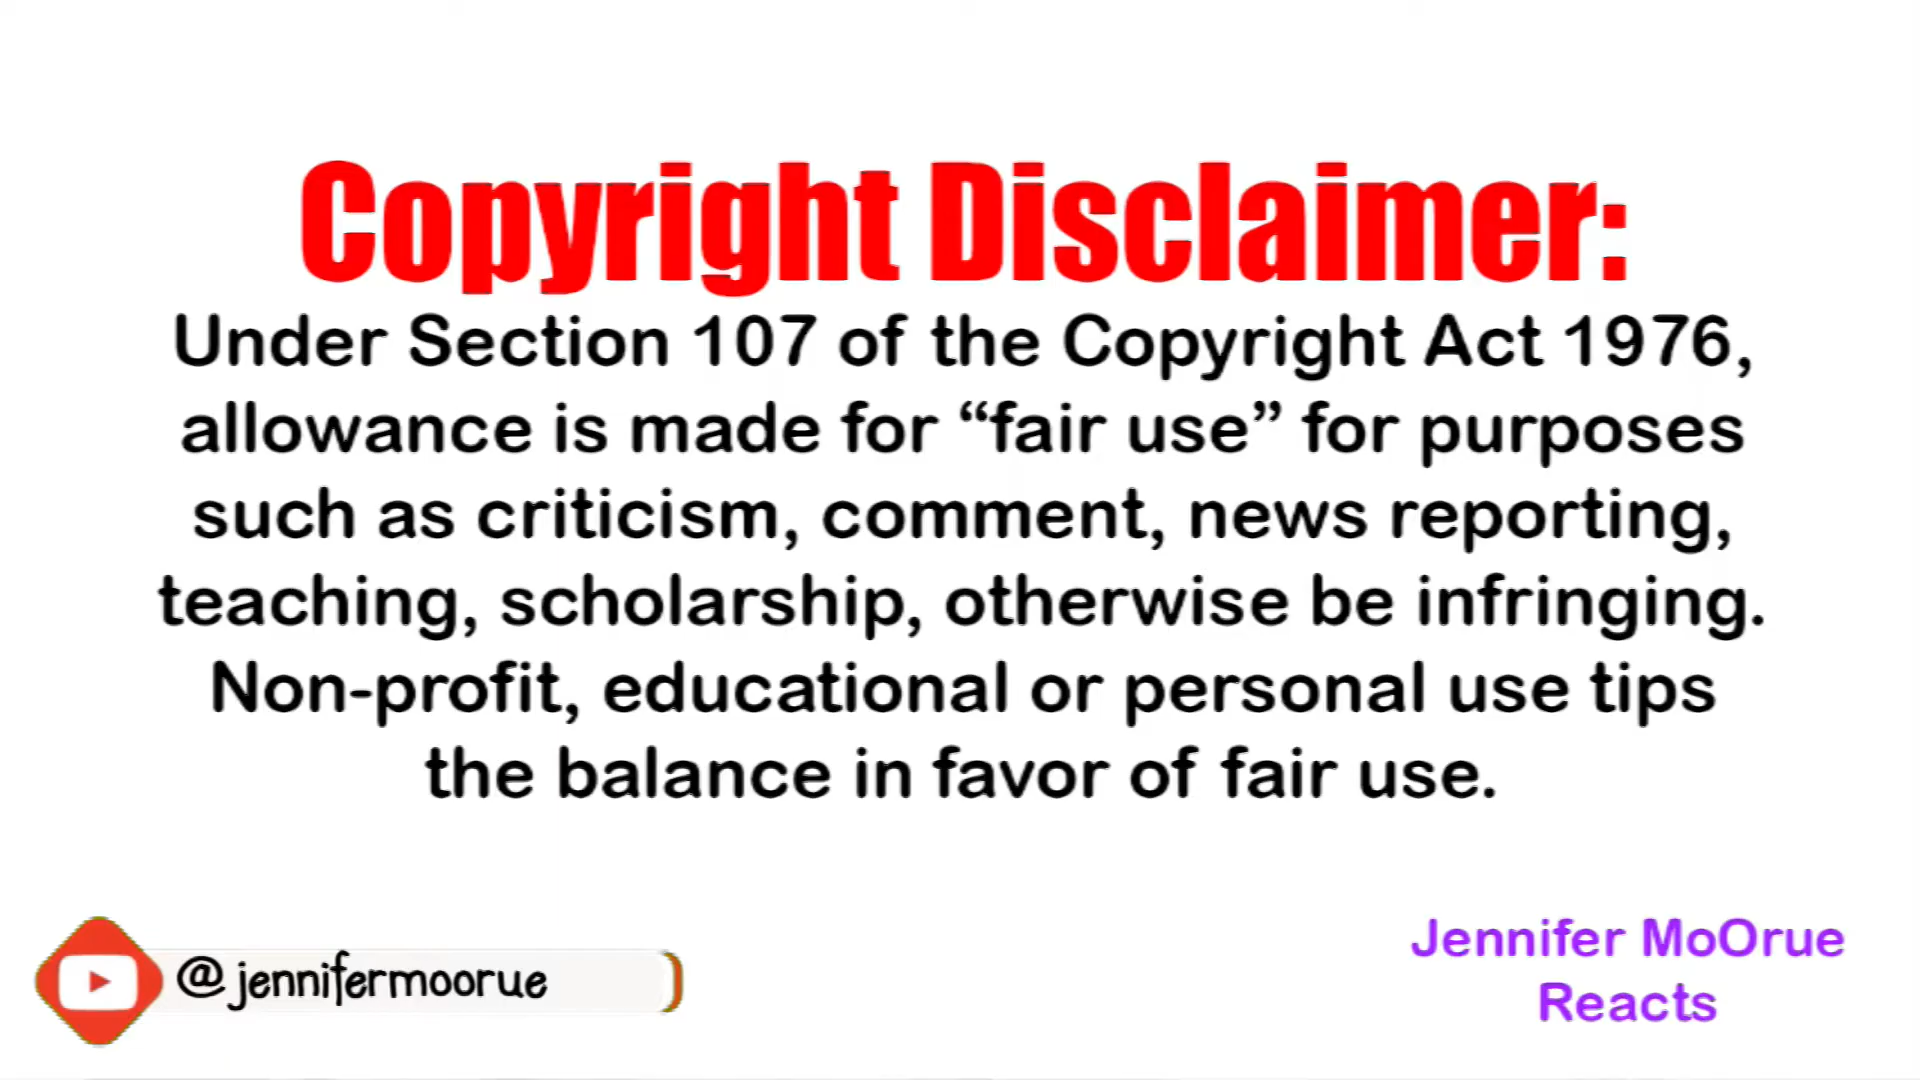 Copyright Disclaimer:
Under Section 107 of the Copyright Act 1976,
allowance is made for “fair use” for purposes
such as criticism, comment, news reporting,
teaching, scholarship, otherwise be infringing.
Non-profit, educational or personal use tips
the balance in favor of fair use.
@jennifermoorue
Jennifer MoOrue
Reacts